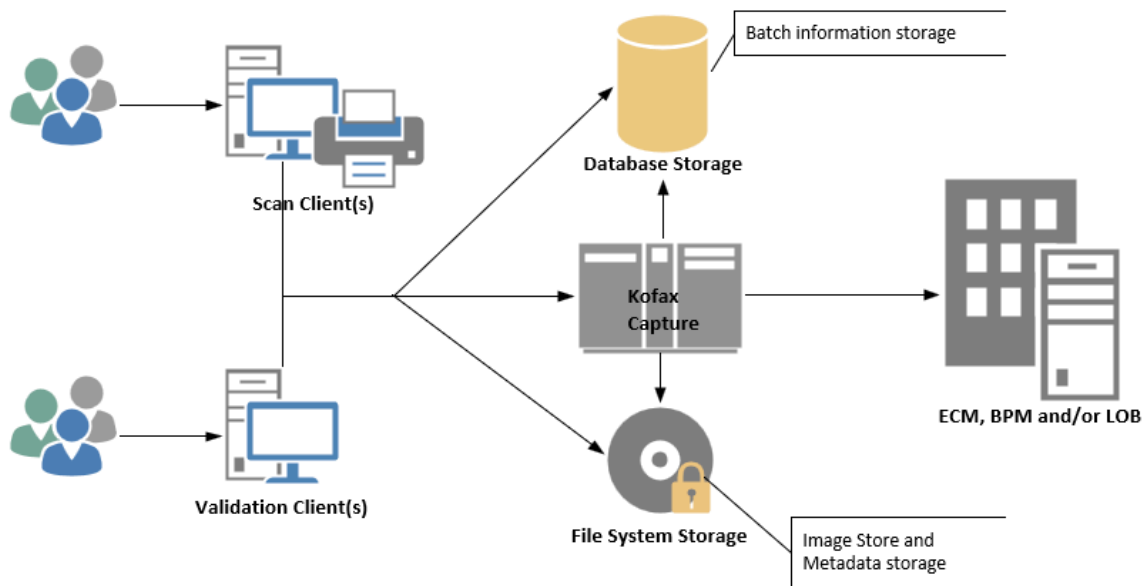 Batch information storage
Database Storage
Scan Client(s)
Kofax
Capture
ECM, BPM and/or LOB
Validation Client(s)
File System Storage
Image Store and
Metadata storage